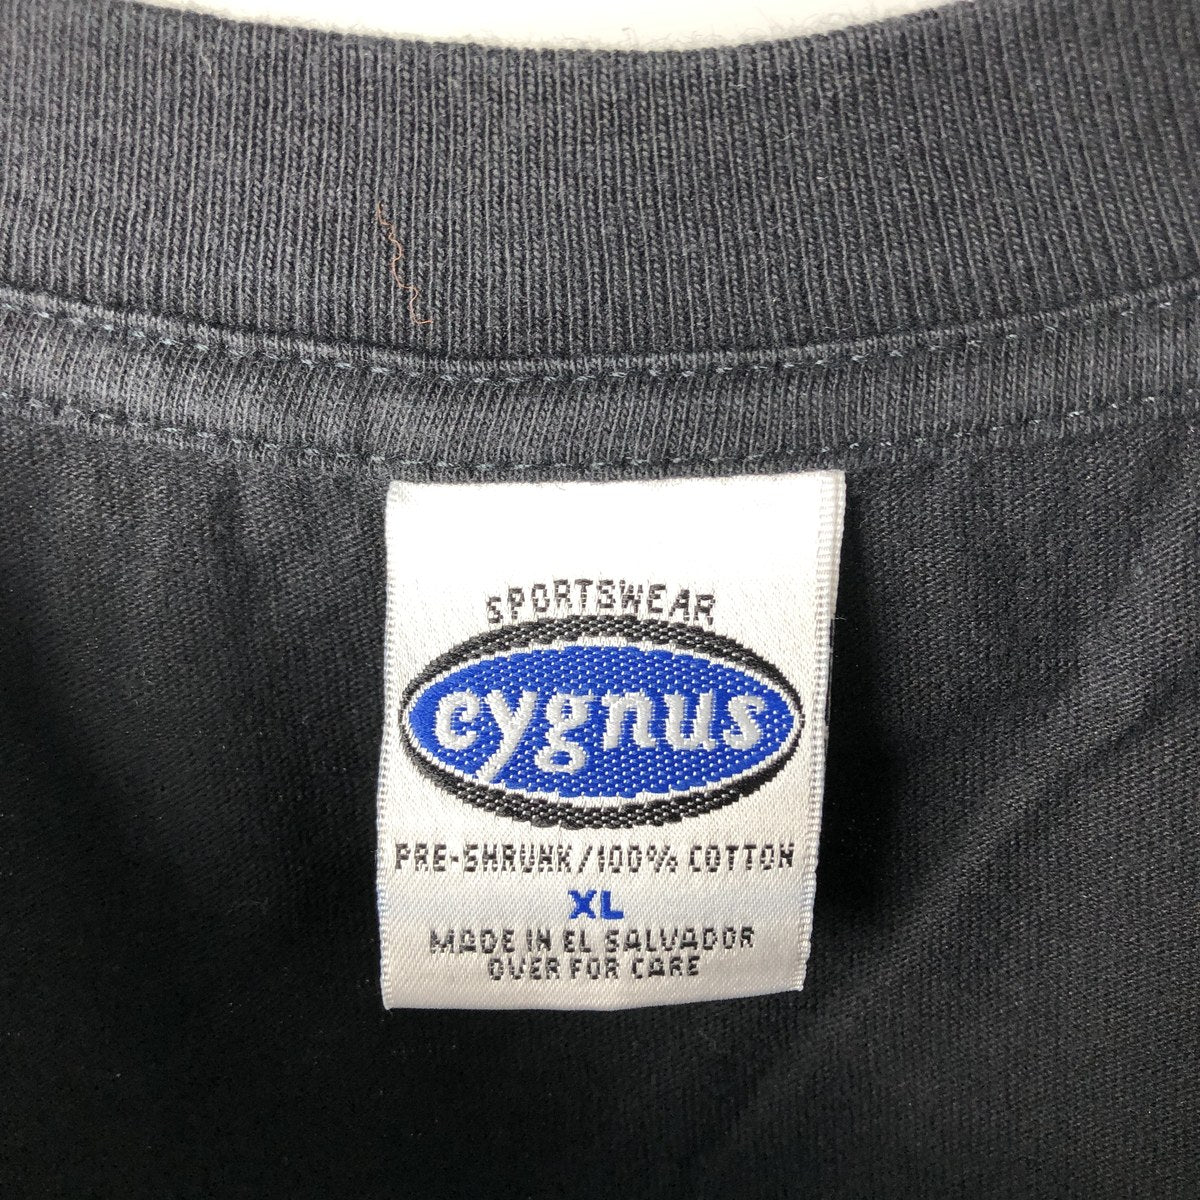 SPORTSWEAR
cygnus
PRE-SHRUNK/100% COTTON
XL
MADE IN EL SALVADOR
OVER FOR CARE